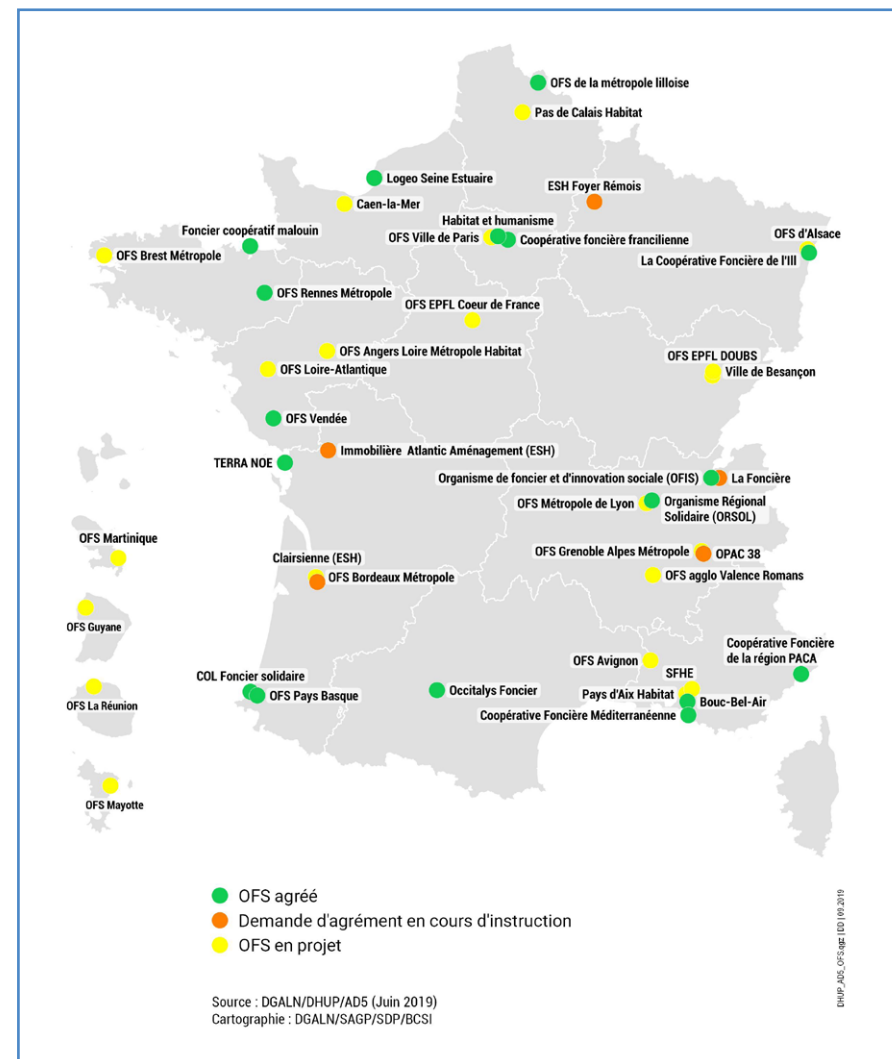 OFS de la métropole lilloise
Pas de Calais Habitat
Logeo Seine Estuaire
ESH Foyer Rémois
Caen-la-Mer
Habitat et humanisme
Foncier coopératif malouin
OFS Ville de Paris
Coopérative foncière francilienne
OFS d'Alsace
OFS Brest Métropole
La Coopérative Foncière de l'Ill
OFS Rennes Métropole
OFS EPFL Coeur de France
OFS Angers Loire Métropole Habitat
OFS EPFL DOUBS
OFS Loire-Atlantique
Ville de Besançon
OFS Vendée
Immobilière Atlantic Aménagement (ESH)
TERRA NOE
Organisme de foncier et d'innovation sociale (OFIS)
La Foncière
OFS Métropole de Lyon
Organisme Régional
Solidaire (ORSOL)
OFS Martinique
Clairsienne (ESH)
OFS Grenoble Alpes Métropole
OPAC 38
OFS Bordeaux Métropole
OFS agglo Valence Romans
OFS Guyane
Coopérative Foncière
de la région PACA
OFS Avignon
SFHE
COL Foncier solidaire
OFS Pays Basque
Occitalys Foncier
Pays d'Aix Habitat
Bouc-Bel-Air
OFS La Réunion
Coopérative Foncière Méditerranéenne
OFS Mayotte
OFS agréé
Demande d'agrément en cours d'instruction
OFS en projet
Source : DGALN/DHUP/AD5 (Juin 2019)
Cartographie : DGALN/SAGP/SDP/BCSI
DHUP_AD5_OFS.qgz | DD | 09.2019